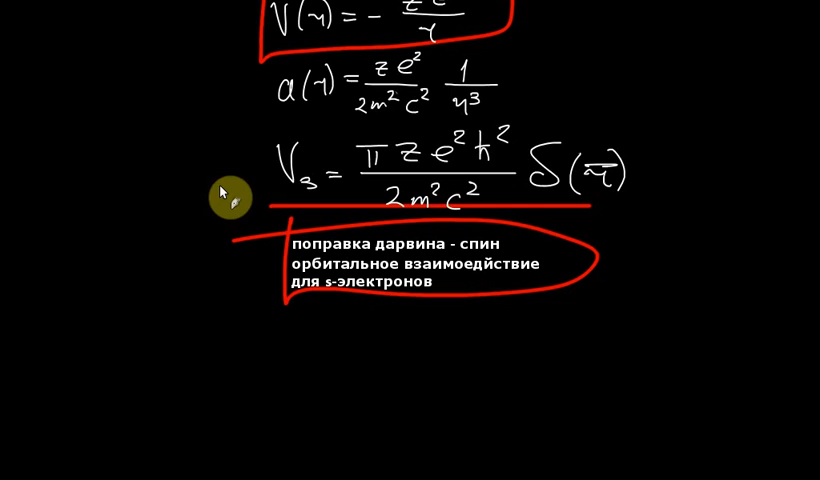 V(r) = - ze²/r
a(r) = ze²/2m²c² 1/r³
V₃ = πze²ħ²/2m²c² δ(r̄)
поправка дарвина - спин
орбитальное взаимоедйствие
для s-электронов